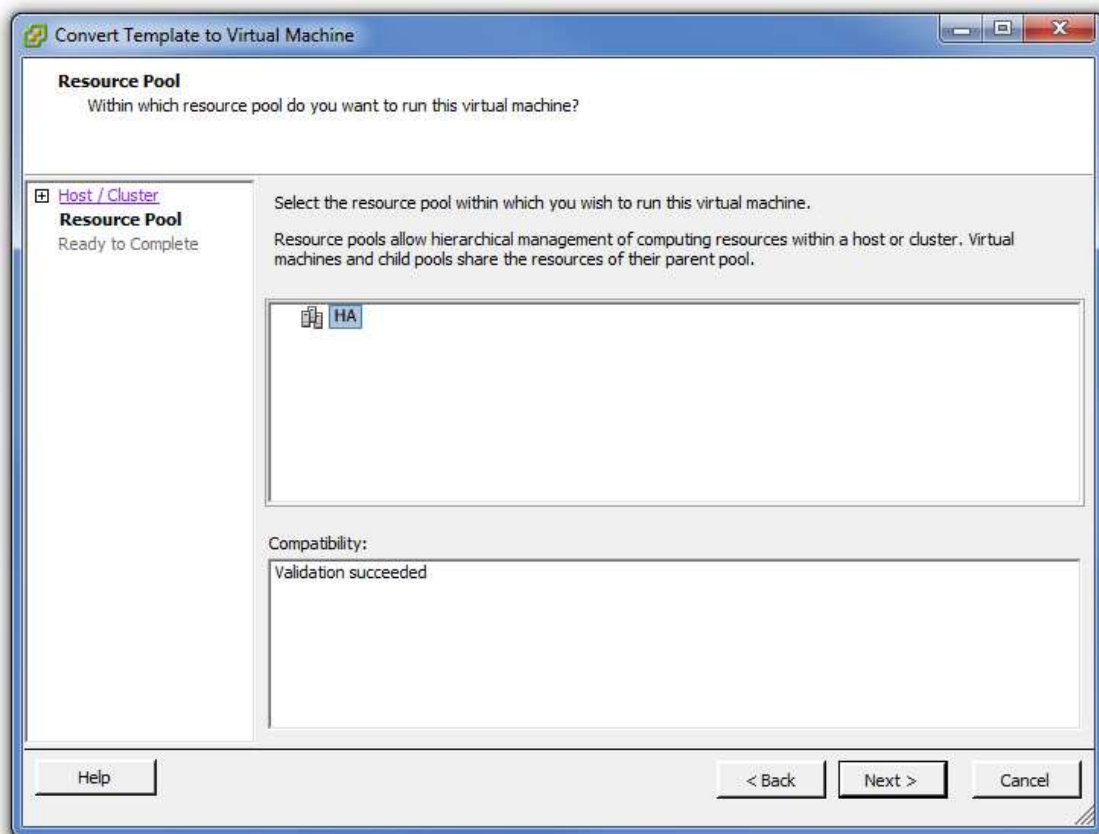 Convert Template to Virtual Machine
Resource Pool
Within which resource pool do you want to run this virtual machine?
Host / Cluster
Resource Pool
Ready to Complete
Select the resource pool within which you wish to run this virtual machine.
Resource pools allow hierarchical management of computing resources within a host or cluster. Virtual
machines and child pools share the resources of their parent pool.
HA
Compatibility:
Validation succeeded
Help
< Back
Next >
Cancel